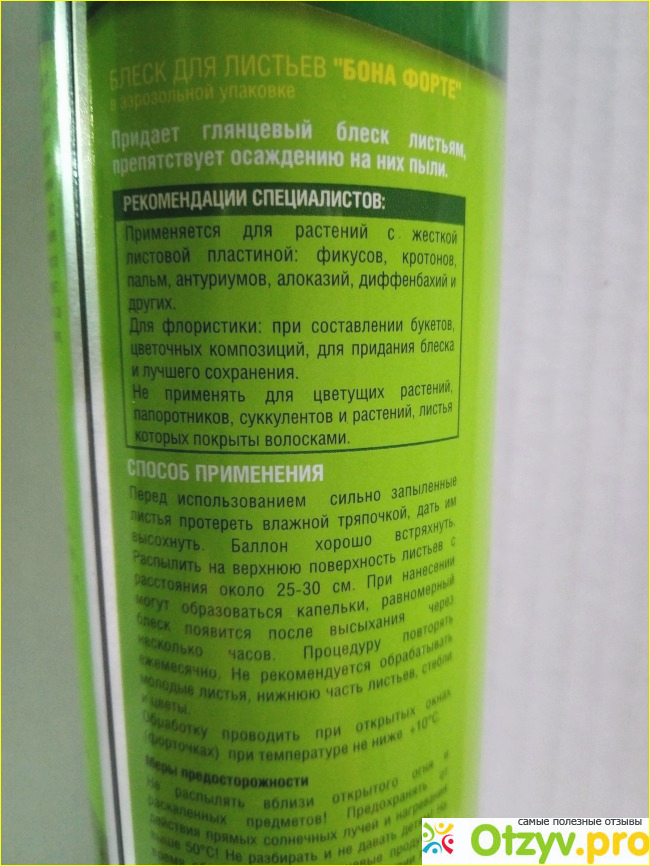 БЛЕСК ДЛЯ ЛИСТЬЕВ "БОНА ФОРТЕ"
в аэрозольной упаковке
Придает глянцевый блеск листьям,
препятствует осаждению на них пыли.
РЕКОМЕНДАЦИИ СПЕЦИАЛИСТОВ:
Применяется для растений с жесткой
листовой пластиной: фикусов, кротонов,
пальм, антуриумов, алоказий, диффенбахий и
других.
Для флористики: при составлении букетов,
цветочных композиций, для придания блеска
и лучшего сохранения.
Не применять для цветущих растений,
папоротников, суккулентов и растений, листья
которых покрыты волосками.
СПОСОБ ПРИМЕНЕНИЯ
Перед использованием сильно запыленные
листья протереть влажной тряпочкой, дать им
высохнуть. Баллон хорошо встряхнуть.
Распылить на верхнюю поверхность листьев с
расстояния около 25-30 см. При нанесении
могут образоваться капельки, равномерный
блеск появится после высыхания через
несколько часов. Процедуру повторять
ежемесячно. Не рекомендуется обрабатывать
молодые листья, нижнюю часть листьев, стебли
и цветы.
Обработку проводить при открытых окнах
(форточках) при температуре не ниже +10°С.
Меры предосторожности
Не распылять вблизи открытого огня и
раскаленных предметов! Предохранять от
действия прямых солнечных лучей и нагревания
выше 50°С! Не разбирать и не давать детям
самые полезные отзывы
Otzyv.pro